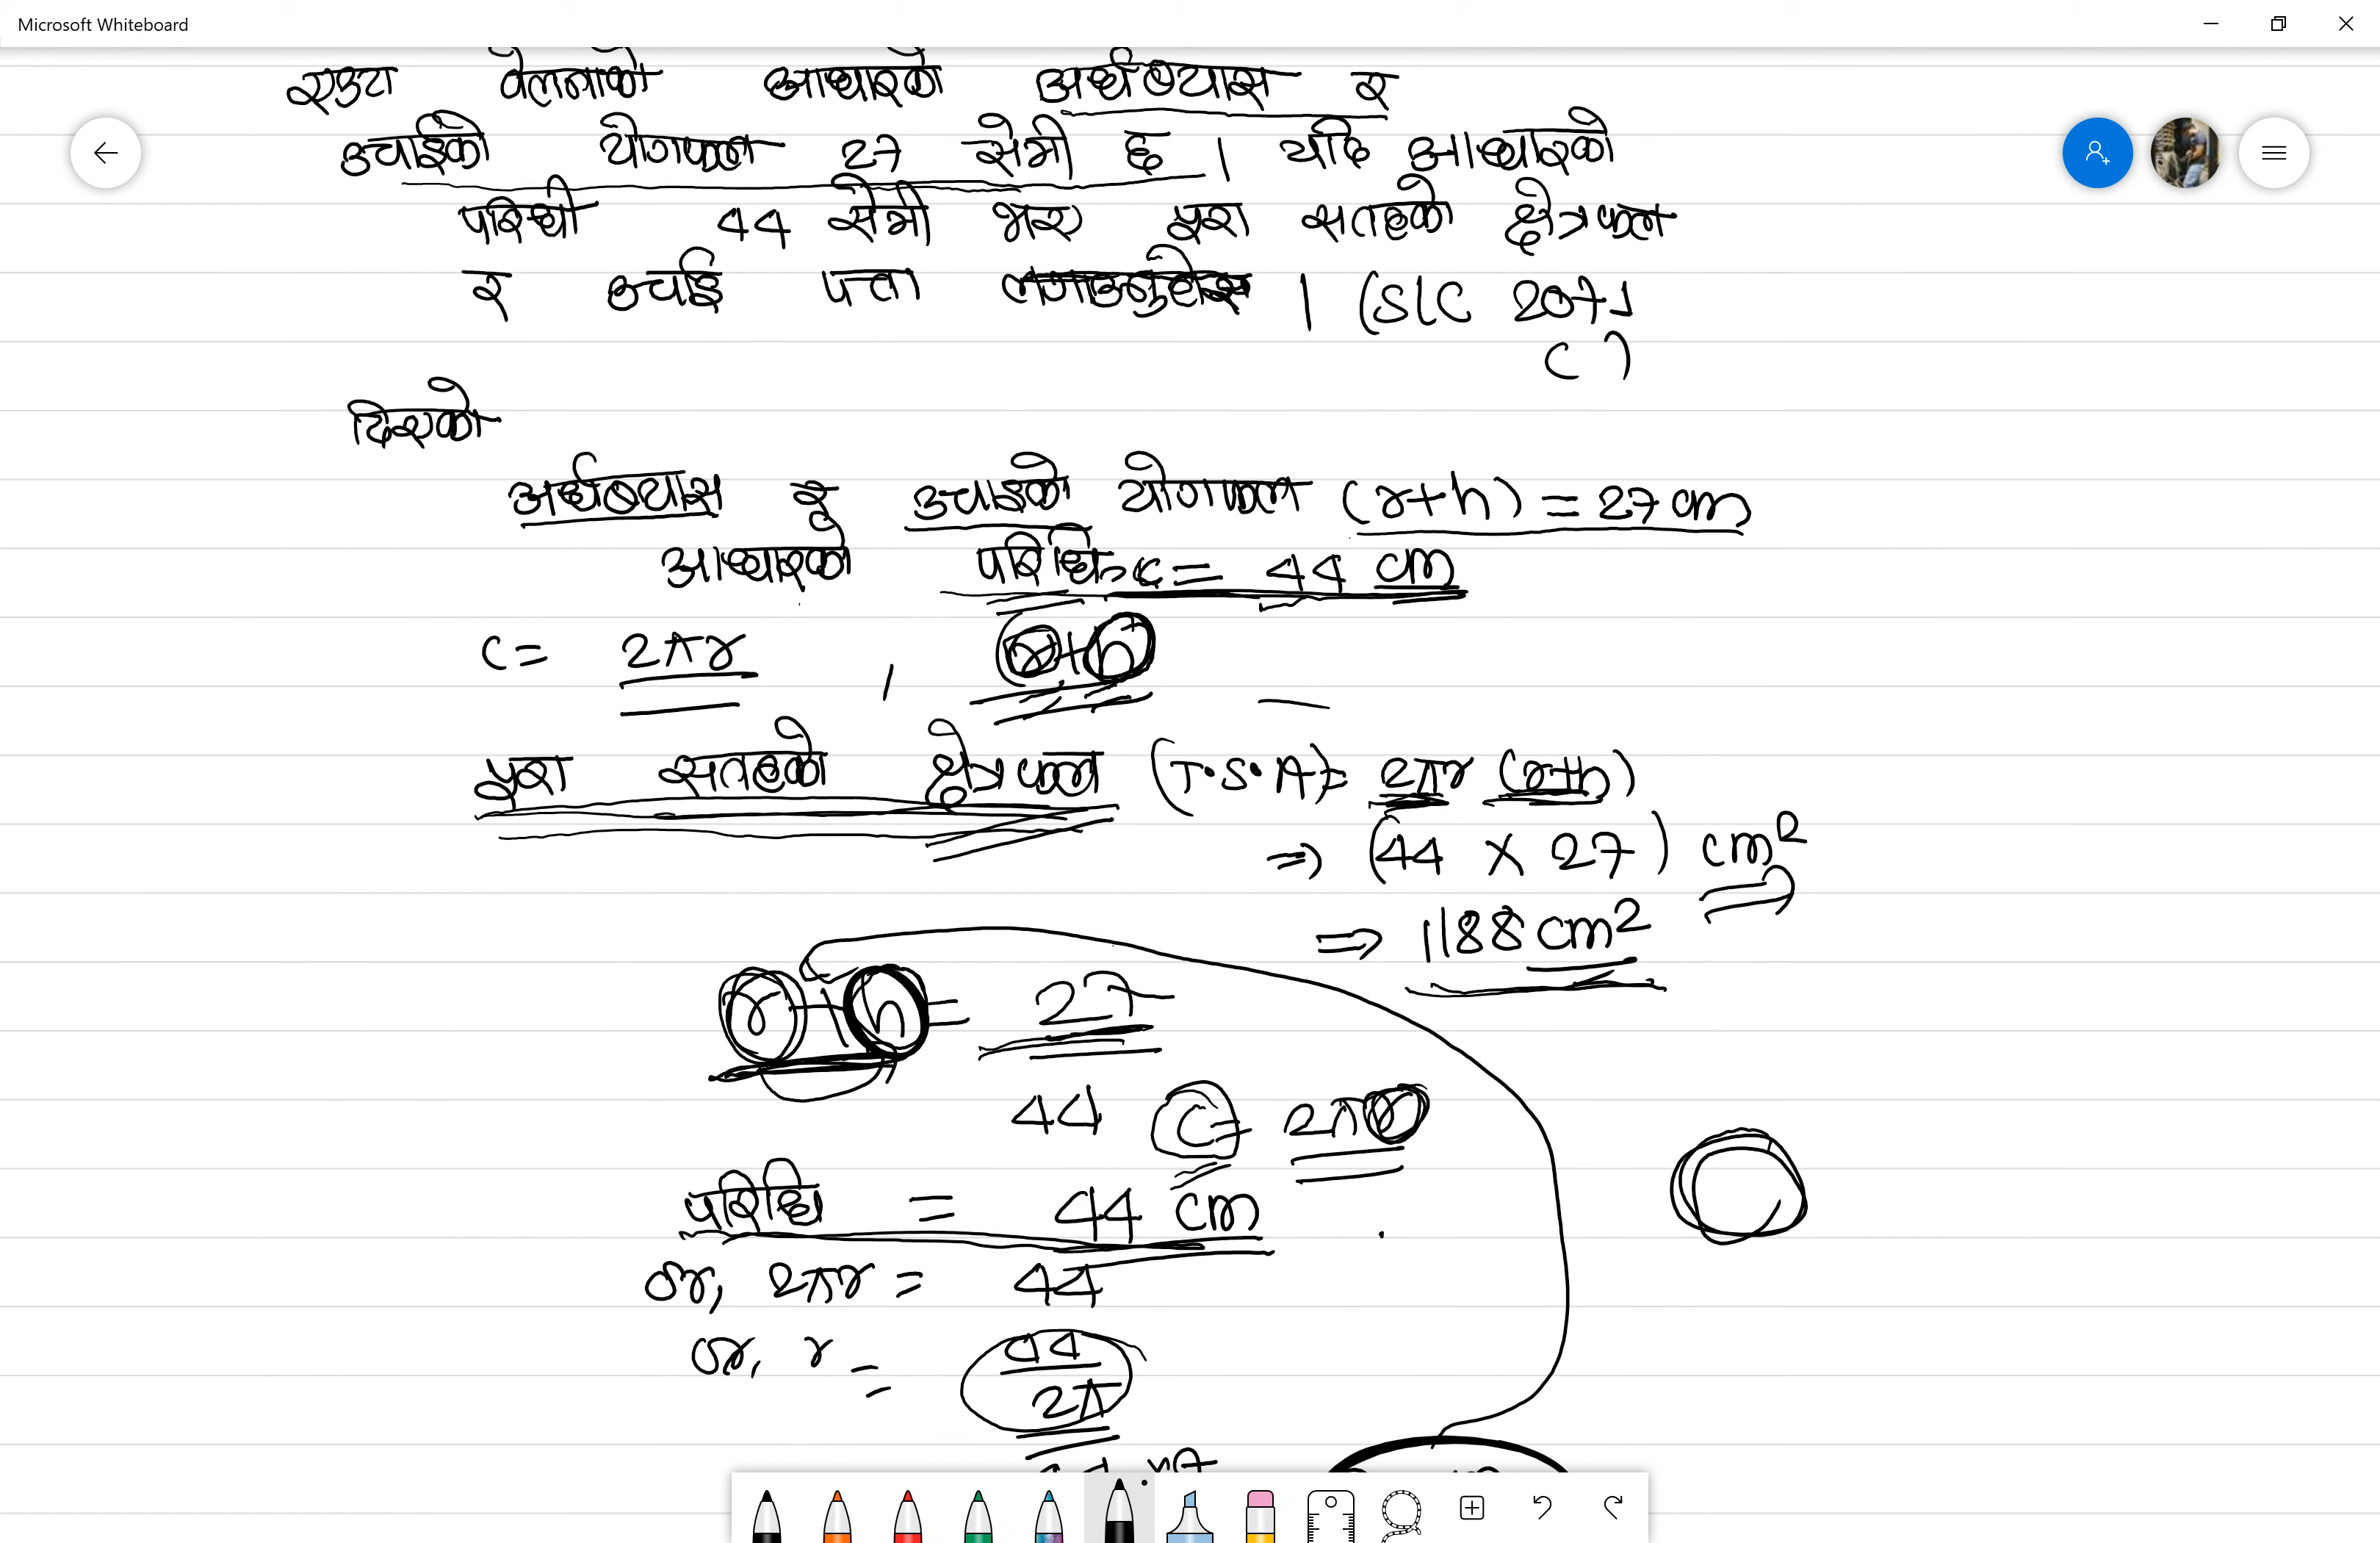 Microsoft Whiteboard
एउटा वेलनाको आधारको अर्धव्यास र
उचाईको योगफल 27 सेमी छ । यदि आधारको
परिधी 44 सेमी भए पुरा सतहको क्षेत्रफल
र उचाई पत्ता लगाउनुहोस । (SLC 2071
C )
दिएको
अर्धव्यास र उचाईको योगफल (r+h) = 27 cm
आधारको परिधि, c = 44 cm
C = 2πr , r+h
पुरा सतहको क्षेत्रफल (T.S.A) = 2πr (r+h)
⇒ (44 × 27) cm²
⇒ 1188 cm²
r+h = 27
44 C = 2πr
परिधि = 44 cm
or, 2πr = 44
or, r = 44
2π